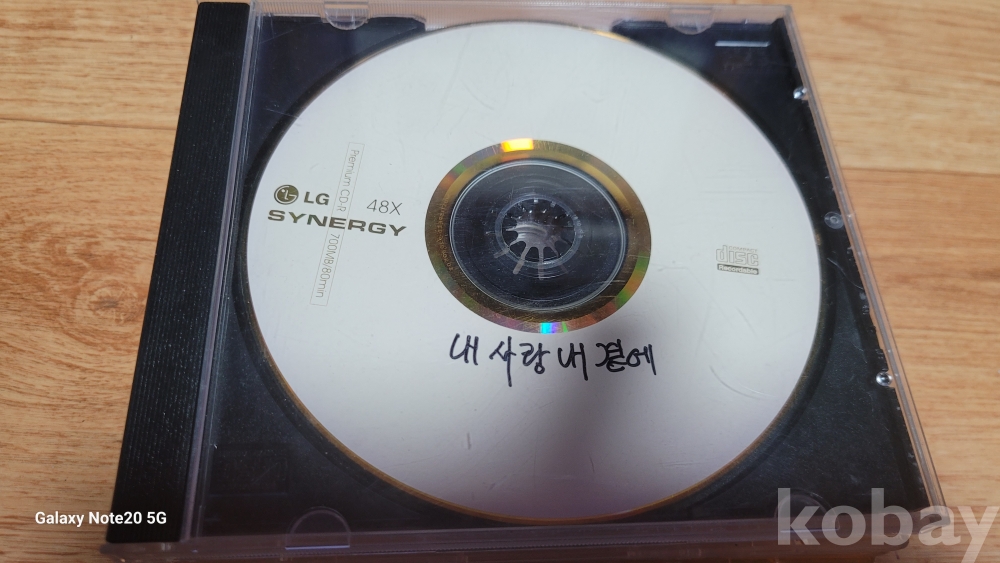 LG
SYNERGY
48X
Premium CD-R 700MB/80min
disc
Recordable
내 사랑 내 곁에
Galaxy Note20 5G
kobay